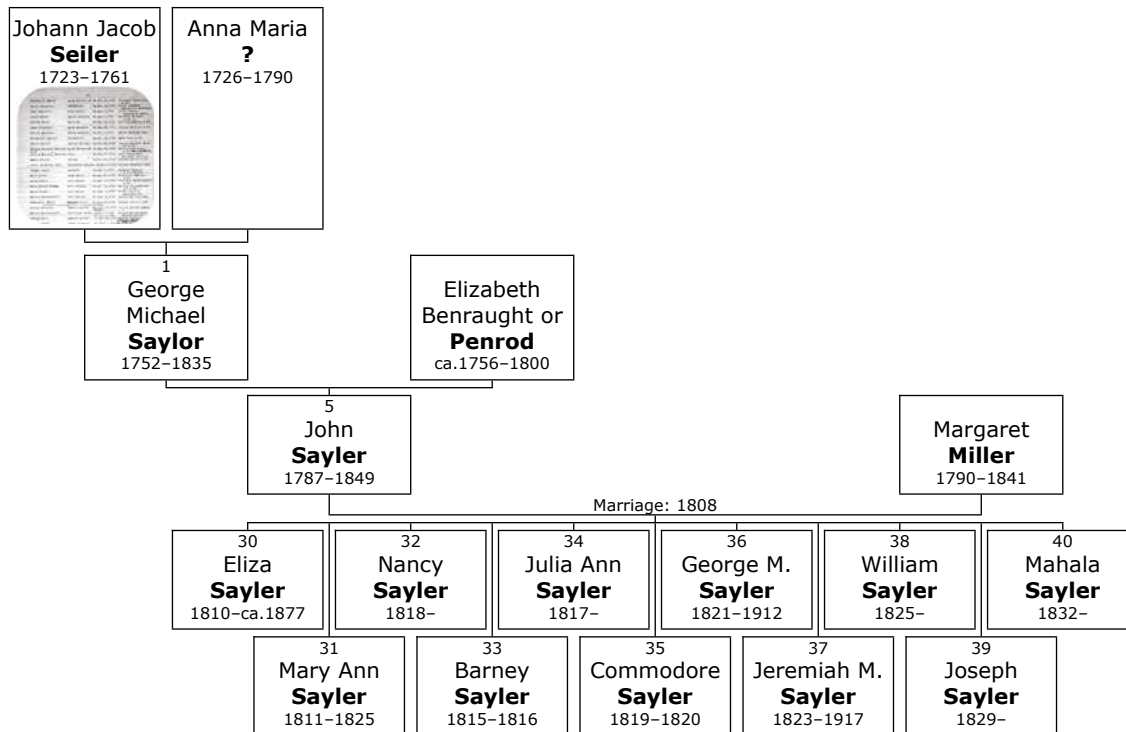 Johann Jacob
Seiler
1723–1761
Anna Maria
?
1726–1790
1
George
Michael
Saylor
1752–1835
Elizabeth
Benraught or
Penrod
ca.1756–1800
5
John
Sayler
1787–1849
Margaret
Miller
1790–1841
Marriage: 1808
30
Eliza
Sayler
1810–ca.1877
32
Nancy
Sayler
1818–
34
Julia Ann
Sayler
1817–
36
George M.
Sayler
1821–1912
38
William
Sayler
1825–
40
Mahala
Sayler
1832–
31
Mary Ann
Sayler
1811–1825
33
Barney
Sayler
1815–1816
35
Commodore
Sayler
1819–1820
37
Jeremiah M.
Sayler
1823–1917
39
Joseph
Sayler
1829–